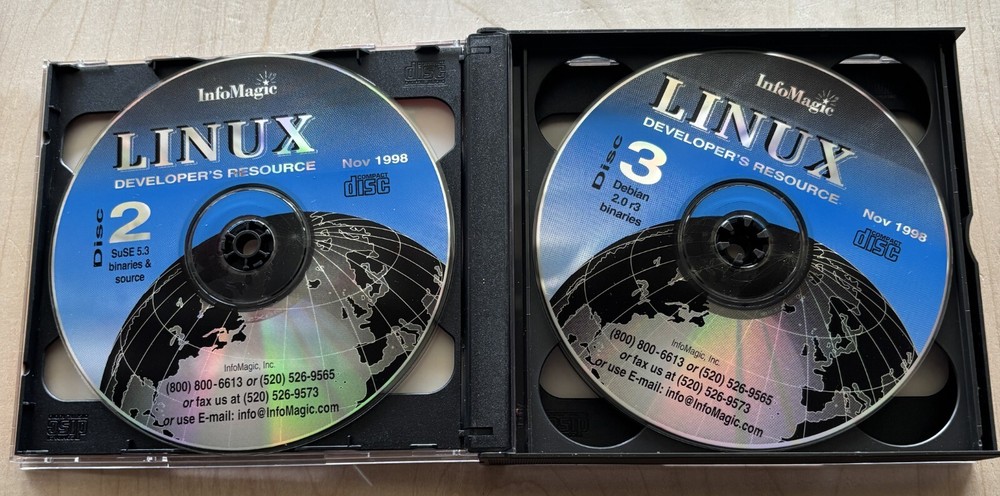 InfoMagic
LINUX
DEVELOPER'S RESOURCE
Nov 1998
COMPACT
disc
Disc
2
SuSE 5.3
binaries &
source
InfoMagic, Inc.
(800) 800-6613 or (520) 526-9565
or fax us at (520) 526-9573
or use E-mail: info@InfoMagic.com
InfoMagic
LINUX
DEVELOPER'S RESOURCE
Nov 1998
COMPACT
disc
Disc
3
Debian
2.0 r3
binaries
InfoMagic, Inc.
(800) 800-6613 or (520) 526-9565
or fax us at (520) 526-9573
or use E-mail: info@InfoMagic.com